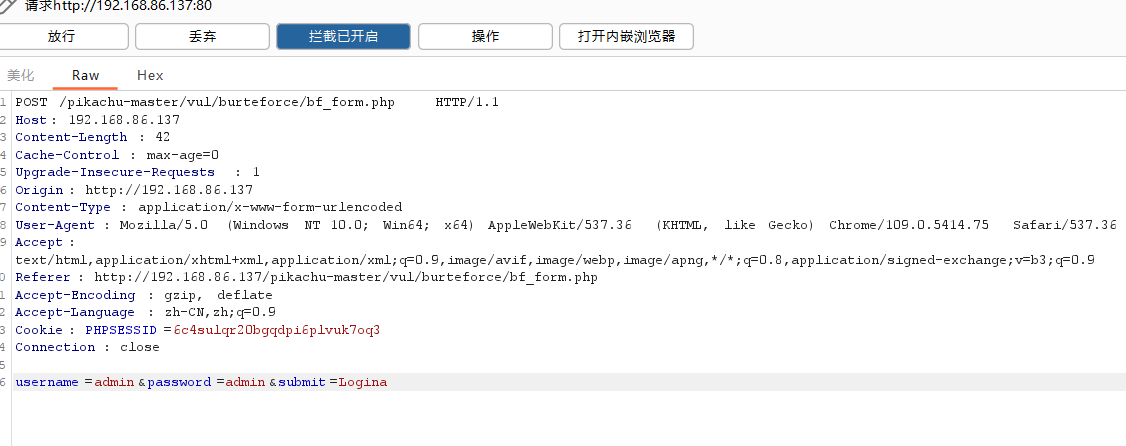 请求http://192.168.86.137:80
放行 丢弃 拦截已开启 操作 打开内嵌浏览器
美化 Raw Hex
1 POST /pikachu-master/vul/burteforce/bf_form.php HTTP/1.1
2 Host: 192.168.86.137
3 Content-Length: 42
4 Cache-Control: max-age=0
5 Upgrade-Insecure-Requests: 1
6 Origin: http://192.168.86.137
7 Content-Type: application/x-www-form-urlencoded
8 User-Agent: Mozilla/5.0 (Windows NT 10.0; Win64; x64) AppleWebKit/537.36 (KHTML, like Gecko) Chrome/109.0.5414.75 Safari/537.36
9 Accept:
text/html,application/xhtml+xml,application/xml;q=0.9,image/avif,image/webp,image/apng,*/*;q=0.8,application/signed-exchange;v=b3;q=0.9
0 Referer: http://192.168.86.137/pikachu-master/vul/burteforce/bf_form.php
1 Accept-Encoding: gzip, deflate
2 Accept-Language: zh-CN,zh;q=0.9
3 Cookie: PHPSESSID=6c4sulqr20bgqdpi6plvuk7oq3
4 Connection: close
5
6 username=admin&password=admin&submit=Logina